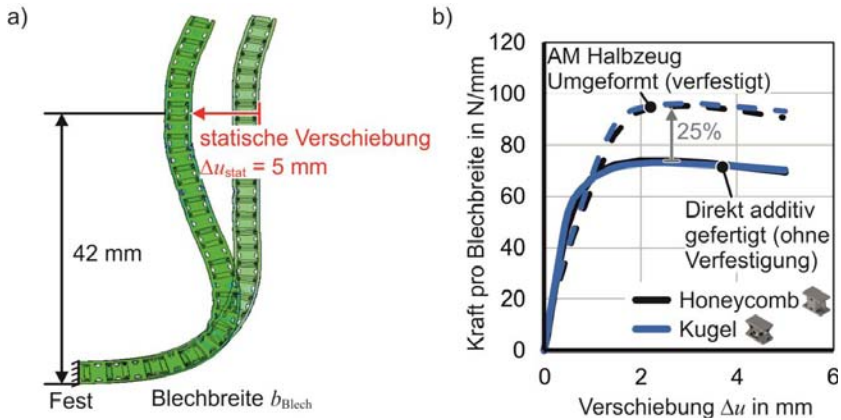 a)
statische Verschiebung
Δu_stat = 5 mm
42 mm
Fest
Blechbreite b_Blech
b)
Kraft pro Blechbreite in N/mm
120
100
80
60
40
20
0
AM Halbzeug
Umgeformt (verfestigt)
25%
Direkt additiv
gefertigt (ohne
Verfestigung)
Honeycomb
Kugel
0
2
4
6
Verschiebung Δu in mm